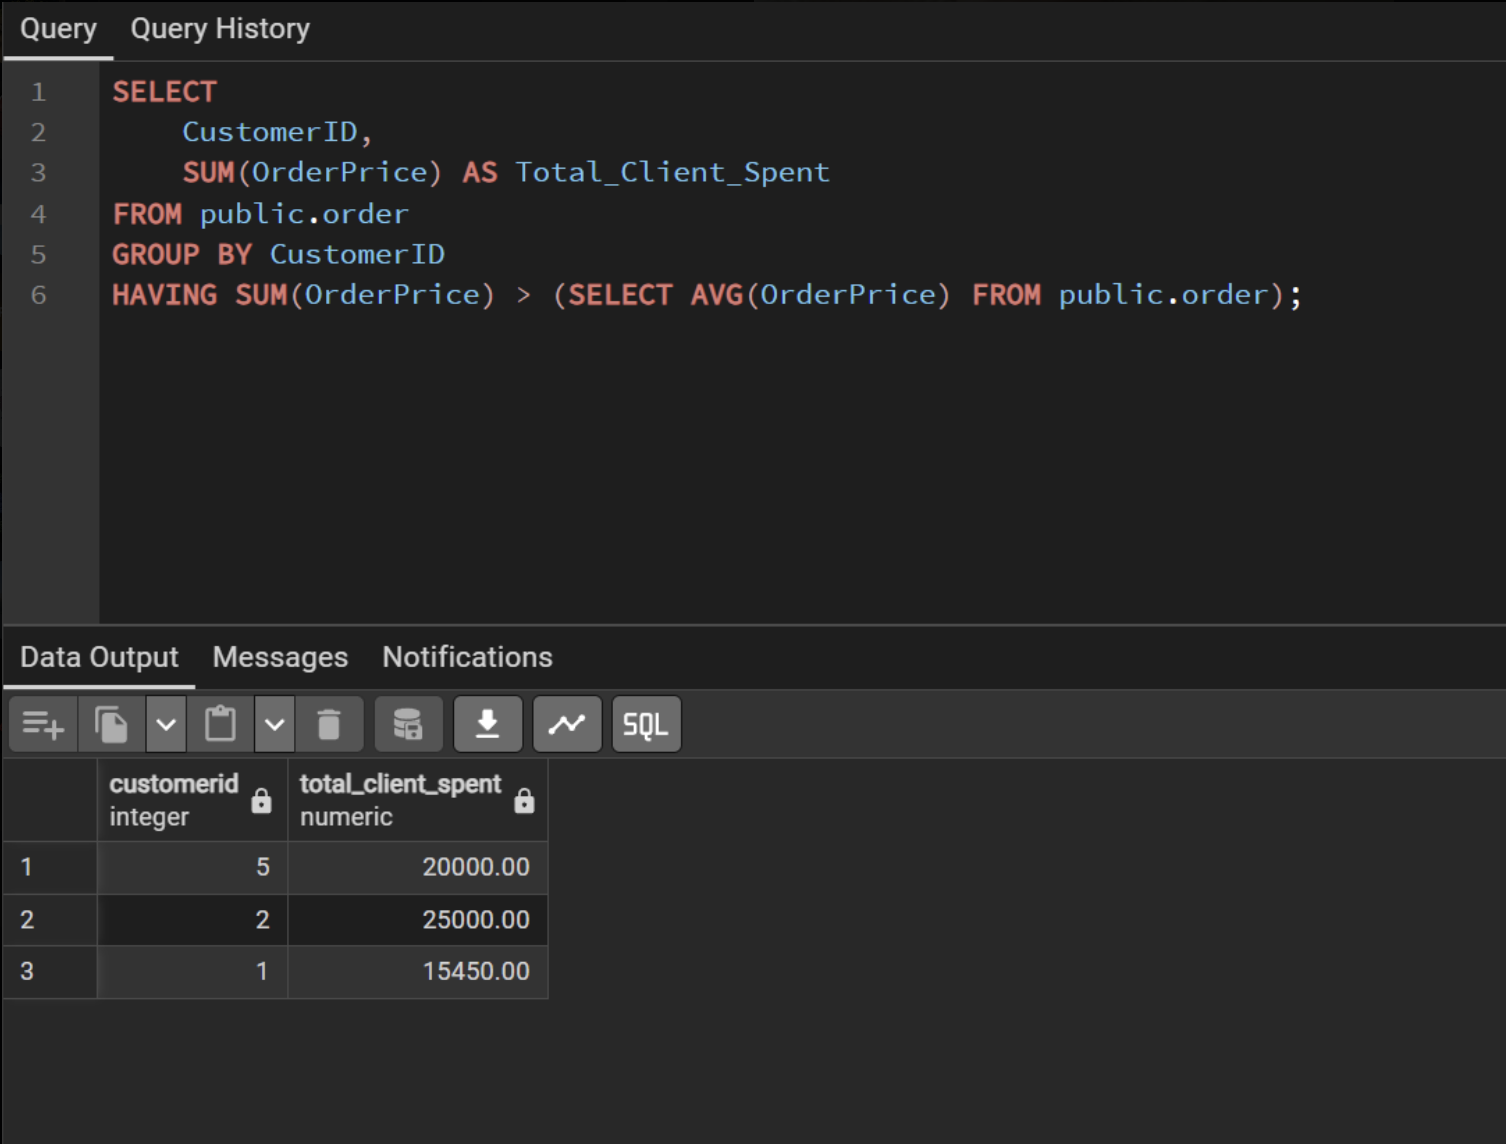 Query Query History
1 SELECT
2 CustomerID,
3 SUM(OrderPrice) AS Total_Client_Spent
4 FROM public.order
5 GROUP BY CustomerID
6 HAVING SUM(OrderPrice) > (SELECT AVG(OrderPrice) FROM public.order);
Data Output Messages Notifications
SQL
customerid total_client_spent
integer numeric
1 5 20000.00
2 2 25000.00
3 1 15450.00